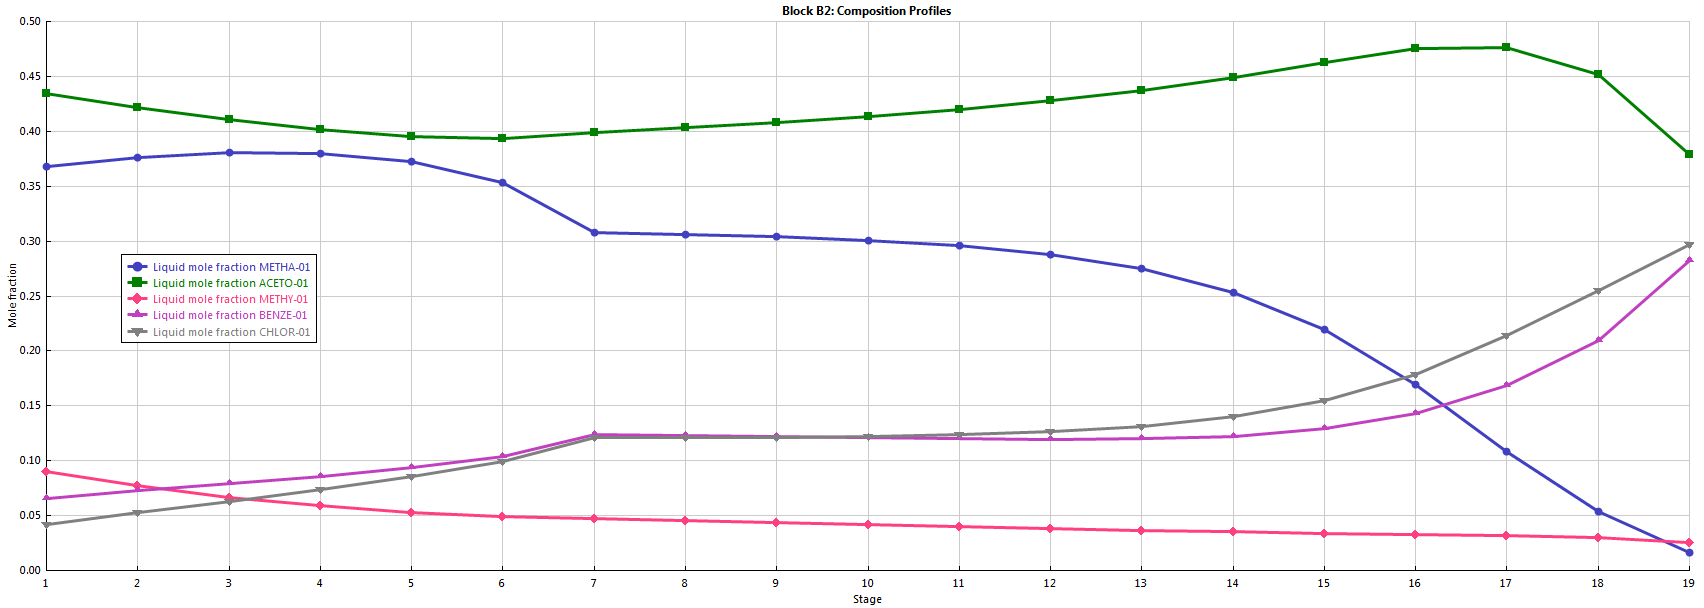 Block B2: Composition Profiles
0.50
0.45
0.40
0.35
0.30
0.25
0.20
0.15
0.10
0.05
0.00
Mole fraction
Liquid mole fraction METHA-01
Liquid mole fraction ACETO-01
Liquid mole fraction METHY-01
Liquid mole fraction BENZE-01
Liquid mole fraction CHLOR-01
1 2 3 4 5 6 7 8 9 10 11 12 13 14 15 16 17 18 19
Stage